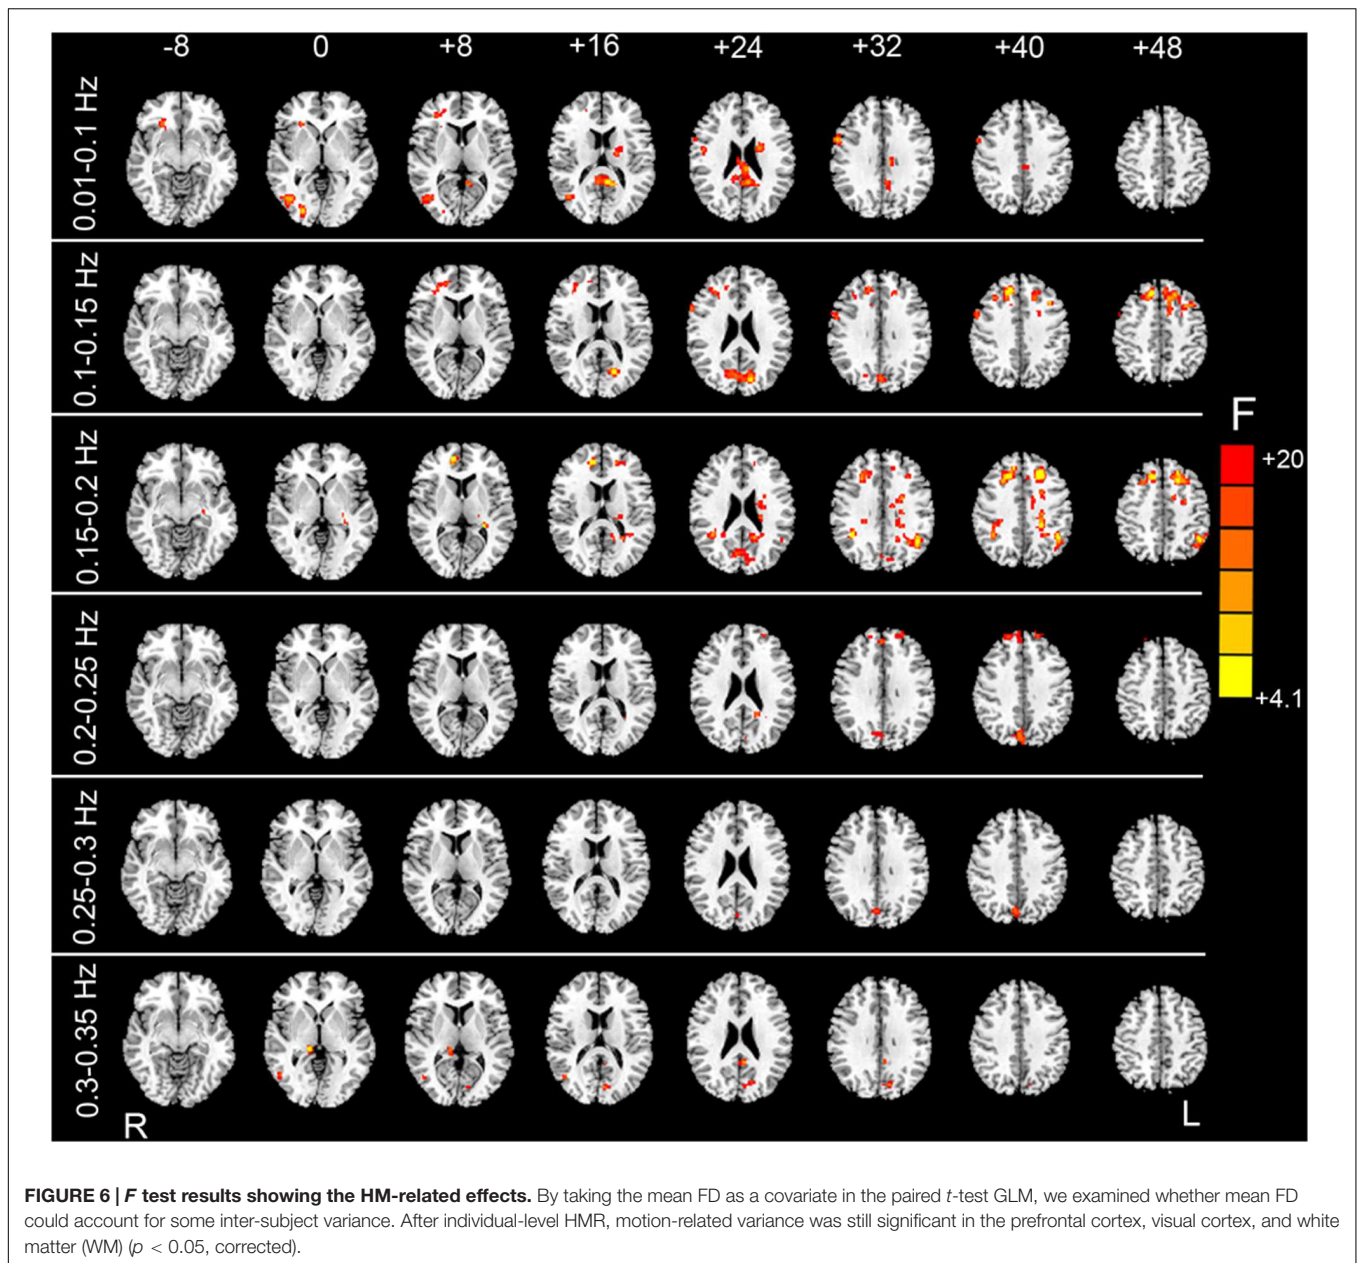 -8 0 +8 +16 +24 +32 +40 +48
0.01-0.1 Hz
0.1-0.15 Hz
0.15-0.2 Hz
0.2-0.25 Hz
0.25-0.3 Hz
0.3-0.35 Hz
F
+20
+4.1
R L
FIGURE 6 | F test results showing the HM-related effects. By taking the mean FD as a covariate in the paired t-test GLM, we examined whether mean FD
could account for some inter-subject variance. After individual-level HMR, motion-related variance was still significant in the prefrontal cortex, visual cortex, and white
matter (WM) (p < 0.05, corrected).